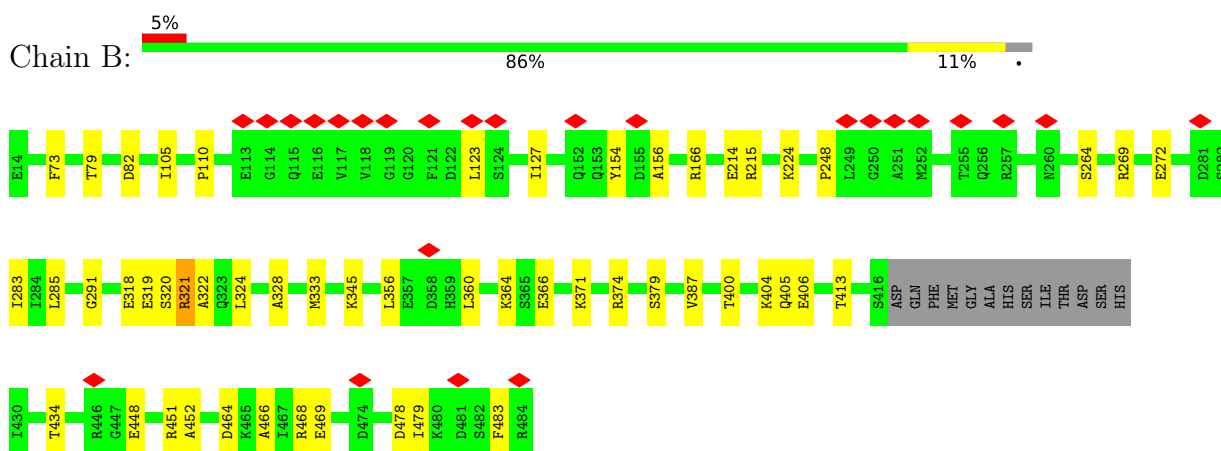 5%
Chain B:
86% 11% •
E14 F73 T79 D82 I105 P110 E113 G114 Q115 E116 V117 V118 G119 G120 F121 D122 L123 S124 I127 Q152 Q153 Y154 D155 A156 R166 E214 R215 K224 P248 L249 G250 A251 M252 T255 Q256 R257 N260 S264 R269 E272 D281 S282
I283 I284 L285 G291 E318 E319 S320 R321 A322 Q323 L324 A328 M333 K345 L356 E357 D358 H359 L360 K364 S365 E366 K371 R374 S379 V387 T400 K404 Q405 E406 T413 S416 ASP GLN PHE MET GLY ALA HIS SER ILE THR ASP SER HIS
I430 T434 R446 G447 E448 R451 A452 D464 K465 A466 I467 R468 E469 D474 D478 I479 K480 D481 S482 F483 R484